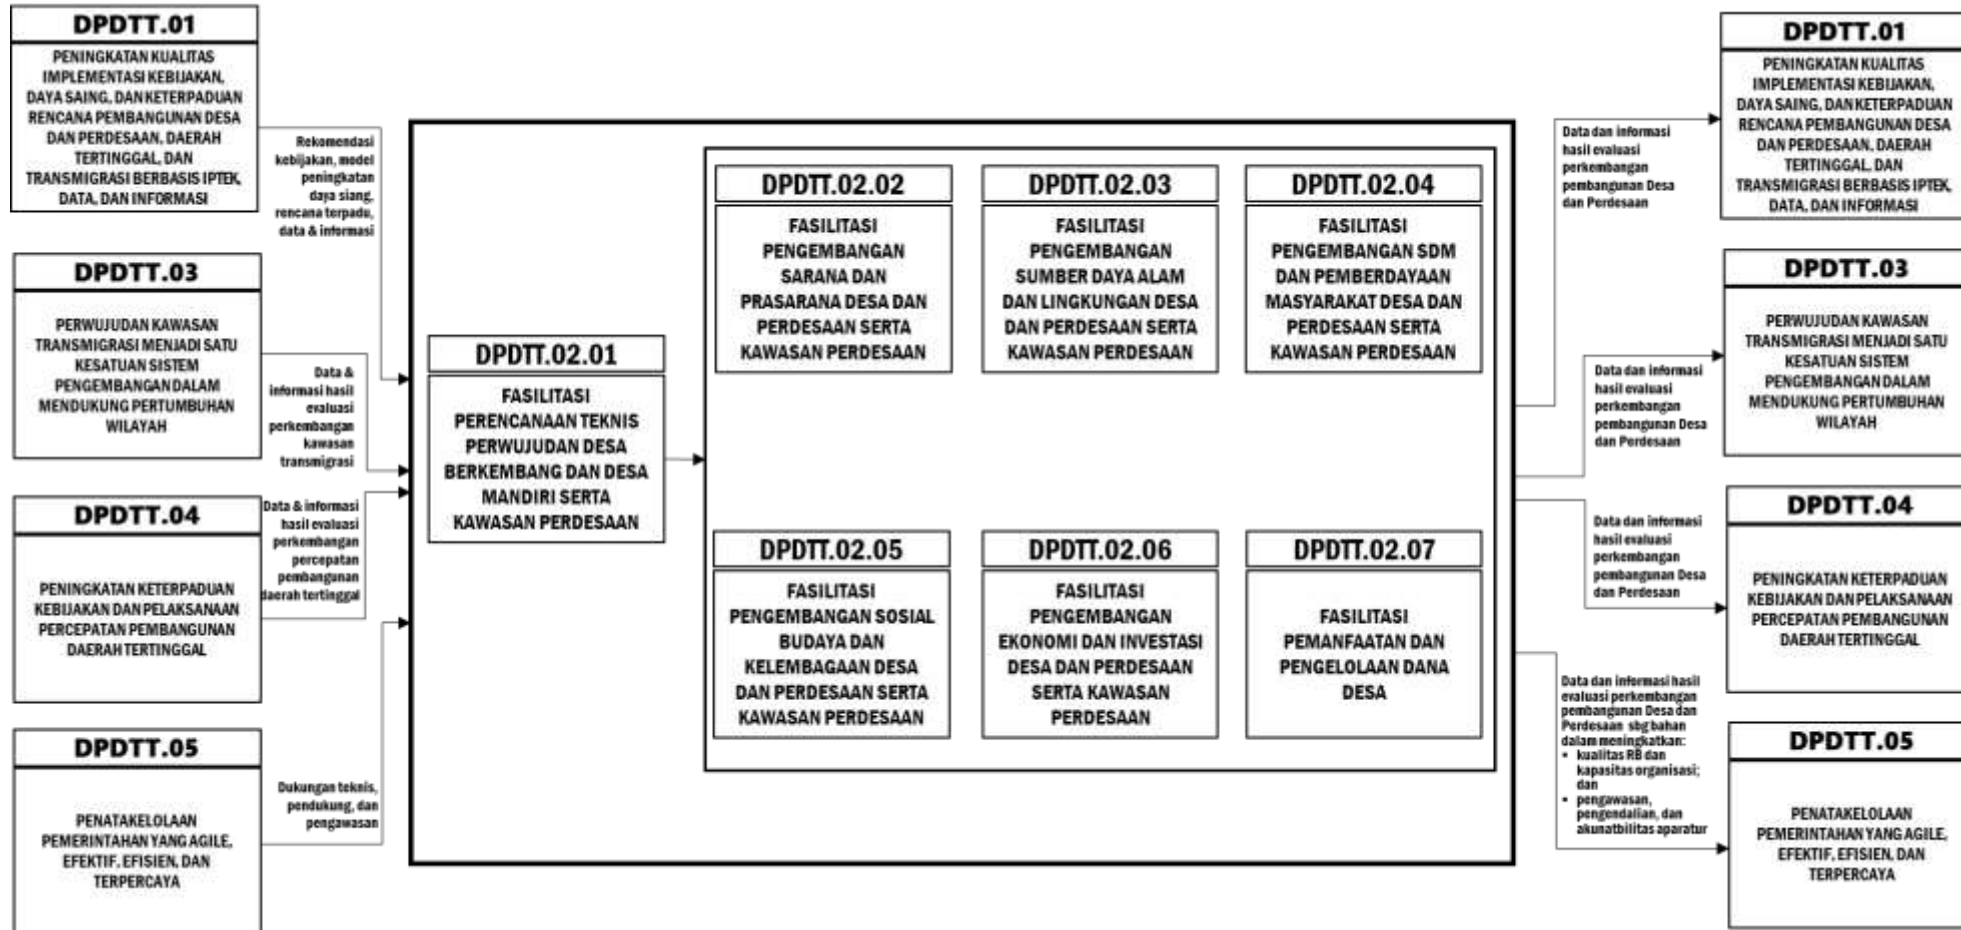 DPDTT.01
PENINGKATAN KUALITAS
IMPLEMENTASI KEBIJAKAN,
DAYA SAING, DAN KETERPADUAN
RENCANA PEMBANGUNAN DESA
DAN PERDESAAN, DAERAH
TERTINGGAL, DAN
TRANSMIGRASI BERBASIS IPTEK,
DATA, DAN INFORMASI
DPDTT.03
PERWUJUDAN KAWASAN
TRANSMIGRASI MENJADI SATU
KESATUAN SISTEM
PENGEMBANGAN DALAM
MENDUKUNG PERTUMBUHAN
WILAYAH
DPDTT.04
PENINGKATAN KETERPADUAN
KEBIJAKAN DAN PELAKSANAAN
PERCEPATAN PEMBANGUNAN
DAERAH TERTINGGAL
DPDTT.05
PENATAKELOLAAN
PEMERINTAHAN YANG AGILE,
EFEKTIF, EFISIEN, DAN
TERPERCAYA
Rekomendasi
kebijakan, model
peningkatan
daya siang,
rencana terpadu,
data & informasi
Data &
informasi hasil
evaluasi
perkembangan
kawasan
transmigrasi
Data & informasi
hasil evaluasi
perkembangan
percepatan
pembangunan
daerah tertinggal
Dukungan teknis,
pendukung, dan
pengawasan
DPDTT.02.01
FASILITASI
PERENCANAAN TEKNIS
PERWUJUDAN DESA
BERKEMBANG DAN DESA
MANDIRI SERTA
KAWASAN PERDESAAN
DPDTT.02.02
FASILITASI
PENGEMBANGAN
SARANA DAN
PRASARANA DESA DAN
PERDESAAN SERTA
KAWASAN PERDESAAN
DPDTT.02.03
FASILITASI
PENGEMBANGAN
SUMBER DAYA ALAM
DAN LINGKUNGAN DESA
DAN PERDESAAN SERTA
KAWASAN PERDESAAN
DPDTT.02.04
FASILITASI
PENGEMBANGAN SDM
DAN PEMBERDAYAAN
MASYARAKAT DESA DAN
PERDESAAN SERTA
KAWASAN PERDESAAN
DPDTT.02.05
FASILITASI
PENGEMBANGAN SOSIAL
BUDAYA DAN
KELEMBAGAAN DESA
DAN PERDESAAN SERTA
KAWASAN PERDESAAN
DPDTT.02.06
FASILITASI
PENGEMBANGAN
EKONOMI DAN INVESTASI
DESA DAN PERDESAAN
SERTA KAWASAN
PERDESAAN
DPDTT.02.07
FASILITASI
PEMANFAATAN DAN
PENGELOLAAN DANA
DESA
Data dan informasi
hasil evaluasi
perkembangan
pembangunan Desa
dan Perdesaan
Data dan informasi
hasil evaluasi
perkembangan
pembangunan Desa
dan Perdesaan
Data dan informasi
hasil evaluasi
perkembangan
pembangunan Desa
dan Perdesaan
Data dan informasi hasil
evaluasi perkembangan
pembangunan Desa dan
Perdesaan sbg bahan
dalam meningkatkan:
▪ kualitas RB dan
kapasitas organisasi;
dan
▪ pengawasan,
pengendalian, dan
akunatbilitas aparatur
DPDTT.01
PENINGKATAN KUALITAS
IMPLEMENTASI KEBIJAKAN,
DAYA SAING, DAN KETERPADUAN
RENCANA PEMBANGUNAN DESA
DAN PERDESAAN, DAERAH
TERTINGGAL, DAN
TRANSMIGRASI BERBASIS IPTEK,
DATA, DAN INFORMASI
DPDTT.03
PERWUJUDAN KAWASAN
TRANSMIGRASI MENJADI SATU
KESATUAN SISTEM
PENGEMBANGAN DALAM
MENDUKUNG PERTUMBUHAN
WILAYAH
DPDTT.04
PENINGKATAN KETERPADUAN
KEBIJAKAN DAN PELAKSANAAN
PERCEPATAN PEMBANGUNAN
DAERAH TERTINGGAL
DPDTT.05
PENATAKELOLAAN
PEMERINTAHAN YANG AGILE,
EFEKTIF, EFISIEN, DAN
TERPERCAYA